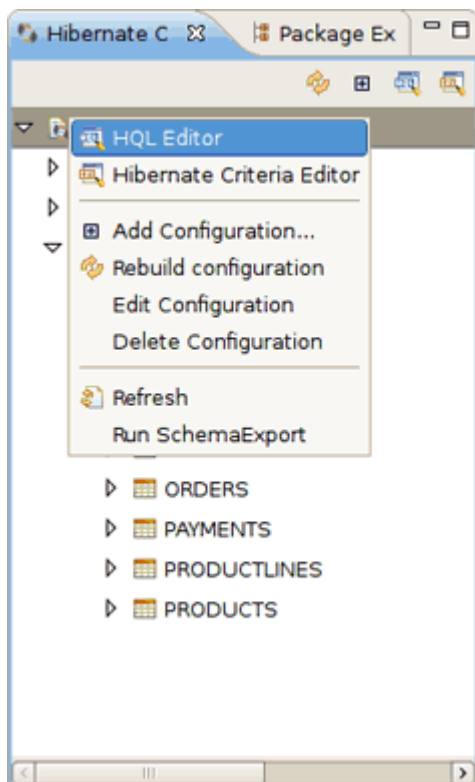 Hibernate C
Package Ex
HQL Editor
Hibernate Criteria Editor
Add Configuration...
Rebuild configuration
Edit Configuration
Delete Configuration
Refresh
Run SchemaExport
ORDERS
PAYMENTS
PRODUCTLINES
PRODUCTS